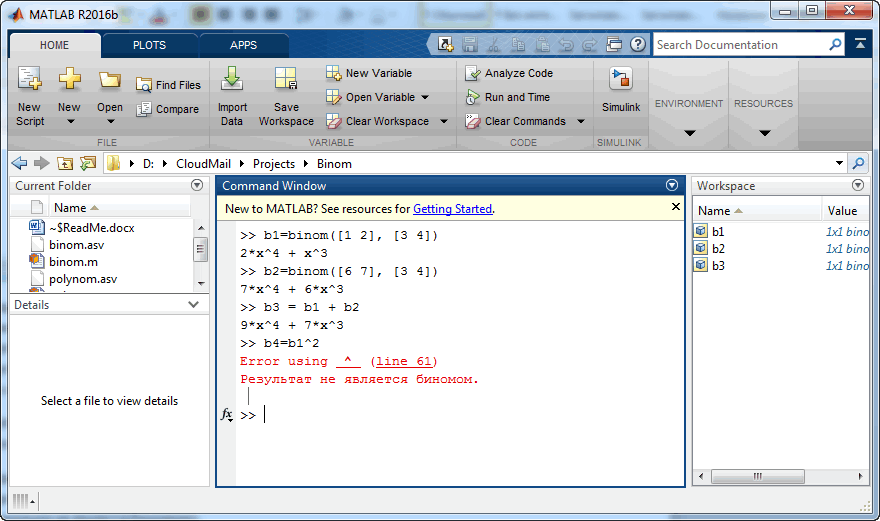 MATLAB R2016b
HOME PLOTS APPS
Search Documentation
New Script
New
Open
Find Files
Compare
FILE
Import Data
Save Workspace
New Variable
Open Variable
Clear Workspace
VARIABLE
Analyze Code
Run and Time
Clear Commands
CODE
Simulink
SIMULINK
ENVIRONMENT
RESOURCES
D: CloudMail Projects Binom
Current Folder
Name
~$ReadMe.docx
binom.asv
binom.m
polynom.asv
Details
Select a file to view details
Command Window
New to MATLAB? See resources for Getting Started.
>> b1=binom([1 2], [3 4])
2*x^4 + x^3
>> b2=binom([6 7], [3 4])
7*x^4 + 6*x^3
>> b3 = b1 + b2
9*x^4 + 7*x^3
>> b4=b1^2
Error using ^ (line 61)
Результат не является биномом.
fx >>
Workspace
Name Value
b1 1x1 bino
b2 1x1 bino
b3 1x1 bino